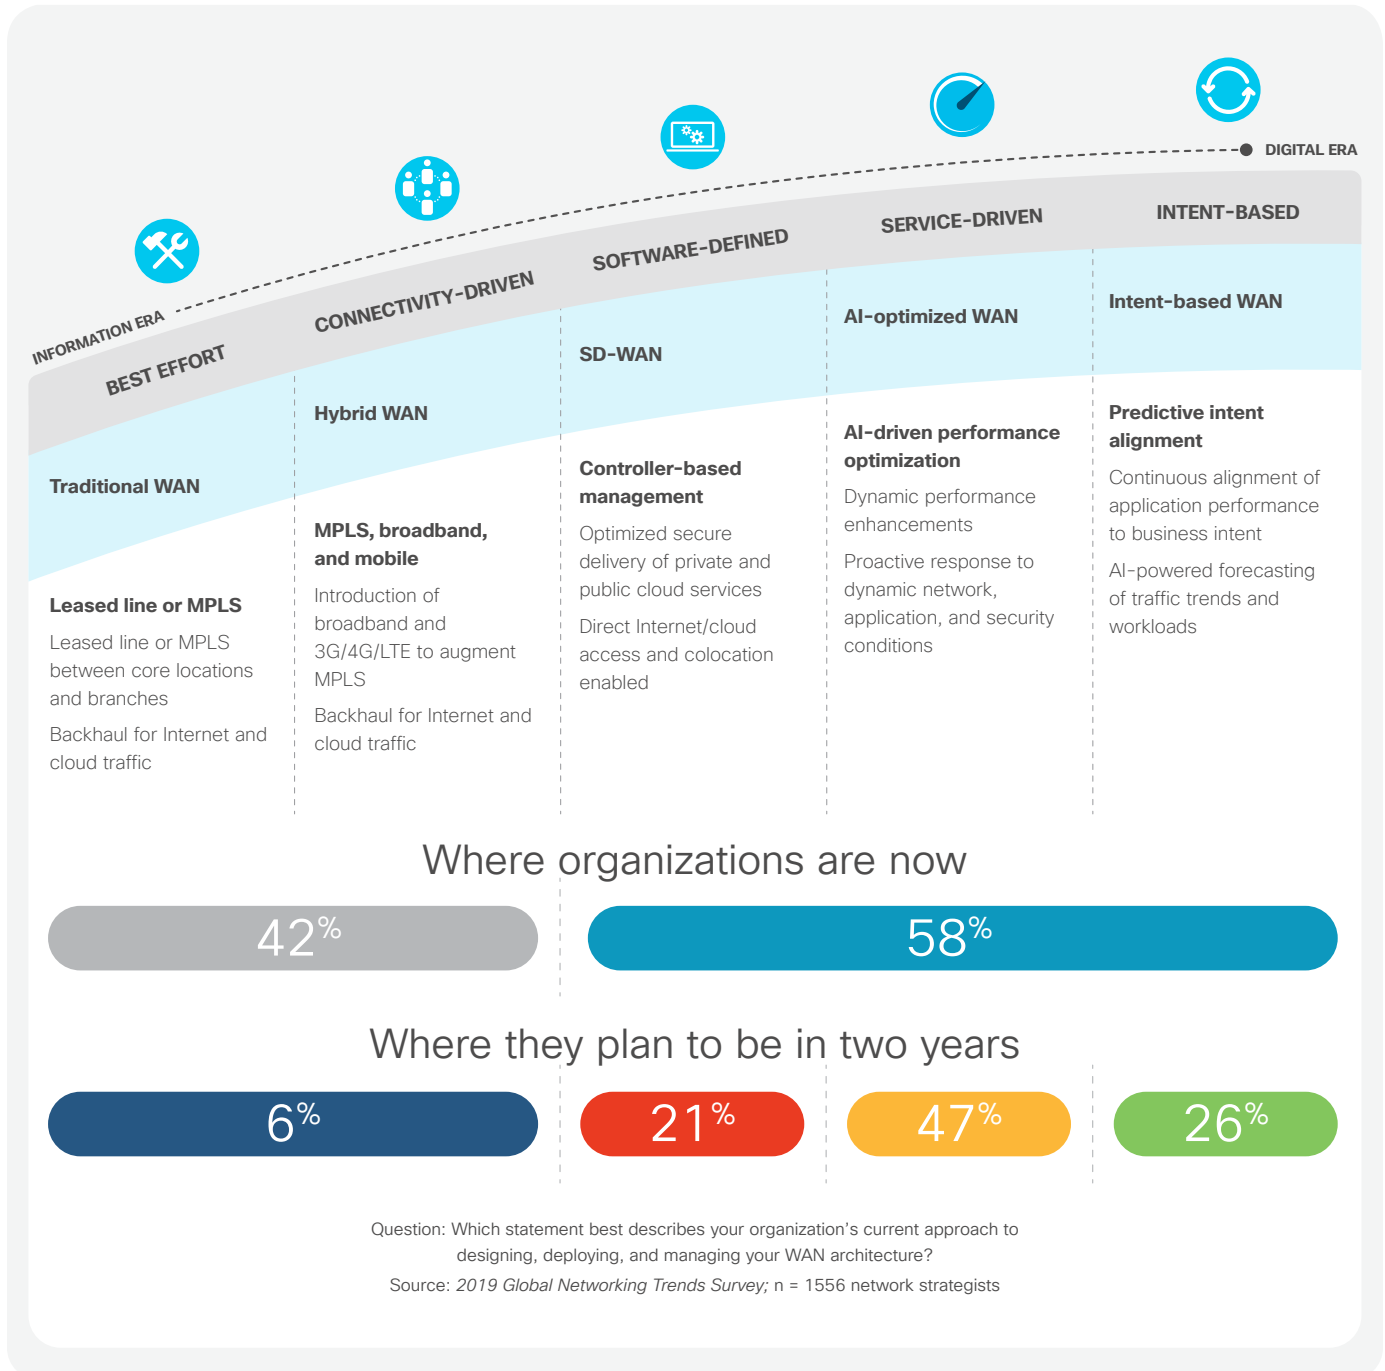 DIGITAL ERA
INFORMATION ERA
BEST EFFORT
CONNECTIVITY-DRIVEN
SOFTWARE-DEFINED
SERVICE-DRIVEN
INTENT-BASED
Traditional WAN
Leased line or MPLS
Leased line or MPLS
between core locations
and branches
Backhaul for Internet and
cloud traffic
Hybrid WAN
MPLS, broadband,
and mobile
Introduction of
broadband and
3G/4G/LTE to augment
MPLS
Backhaul for Internet and
cloud traffic
SD-WAN
Controller-based
management
Optimized secure
delivery of private and
public cloud services
Direct Internet/cloud
access and colocation
enabled
AI-optimized WAN
AI-driven performance
optimization
Dynamic performance
enhancements
Proactive response to
dynamic network,
application, and security
conditions
Intent-based WAN
Predictive intent
alignment
Continuous alignment of
application performance
to business intent
AI-powered forecasting
of traffic trends and
workloads
Where organizations are now
42%
58%
Where they plan to be in two years
6%
21%
47%
26%
Question: Which statement best describes your organization's current approach to
designing, deploying, and managing your WAN architecture?
Source: 2019 Global Networking Trends Survey; n = 1556 network strategists